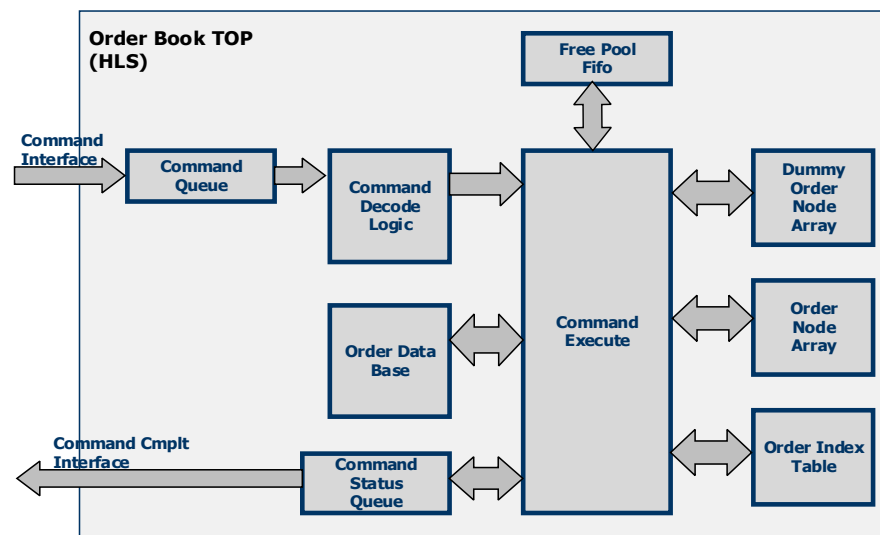 Order Book TOP
(HLS)
Free Pool
Fifo
Command
Interface
Command
Queue
Command
Decode
Logic
Dummy
Order
Node
Array
Order Data
Base
Command
Execute
Order
Node
Array
Command Cmplt
Interface
Command
Status
Queue
Order Index
Table